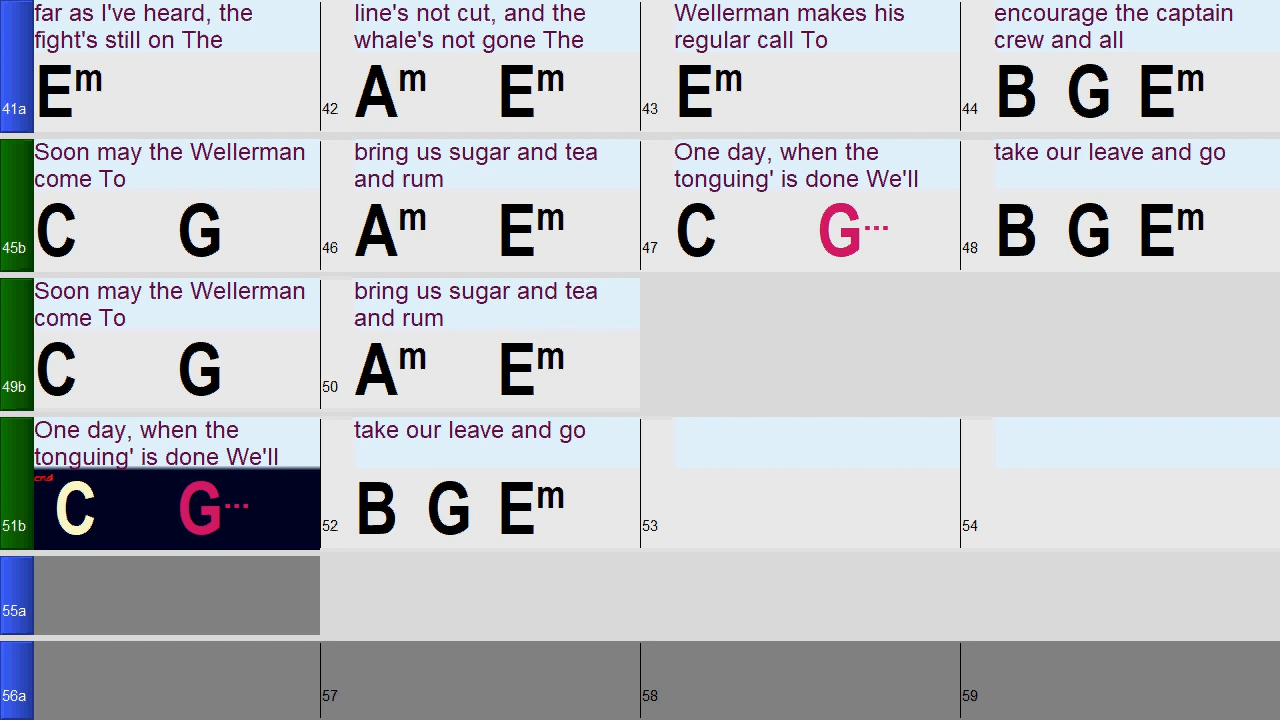 far as I've heard, the line's not cut, and the Wellerman makes his encourage the captain
fight's still on The whale's not gone The regular call To crew and all
41a Em 42 Am Em 43 Em 44 B G Em
Soon may the Wellerman bring us sugar and tea One day, when the take our leave and go
come To and rum tonguing' is done We'll
45b C G 46 Am Em 47 C G... 48 B G Em
Soon may the Wellerman bring us sugar and tea
come To and rum
49b C G 50 Am Em
One day, when the take our leave and go
tonguing' is done We'll
end
51b C G... 52 B G Em 53 54
55a
56a 57 58 59